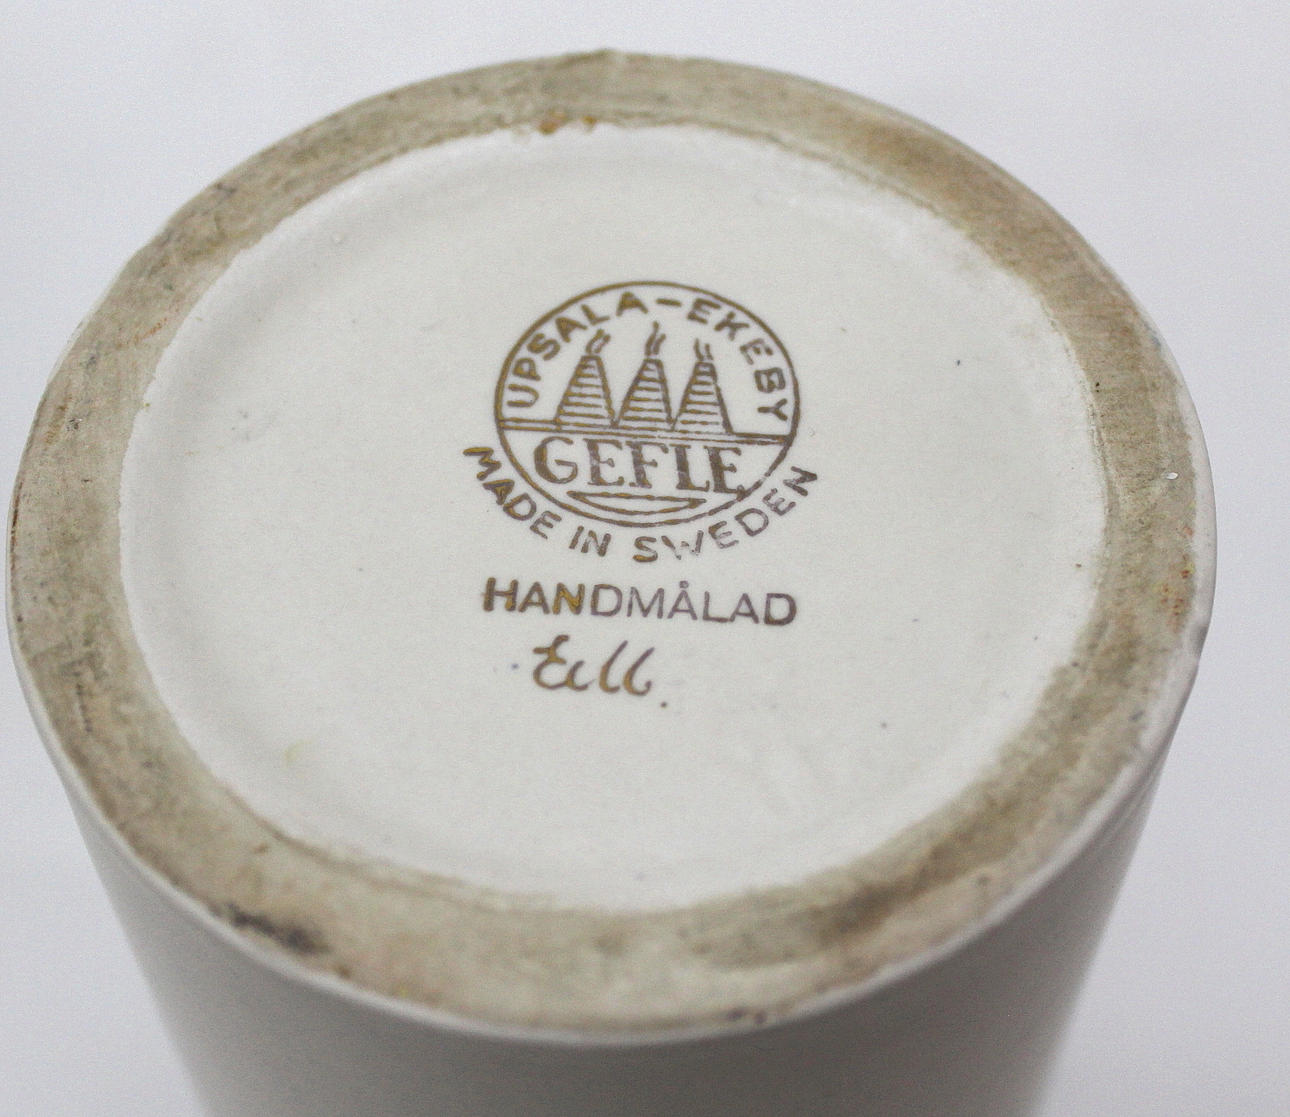 UPSALA-EKEBY
GEFLE
MADE IN SWEDEN
HANDMÅLAD